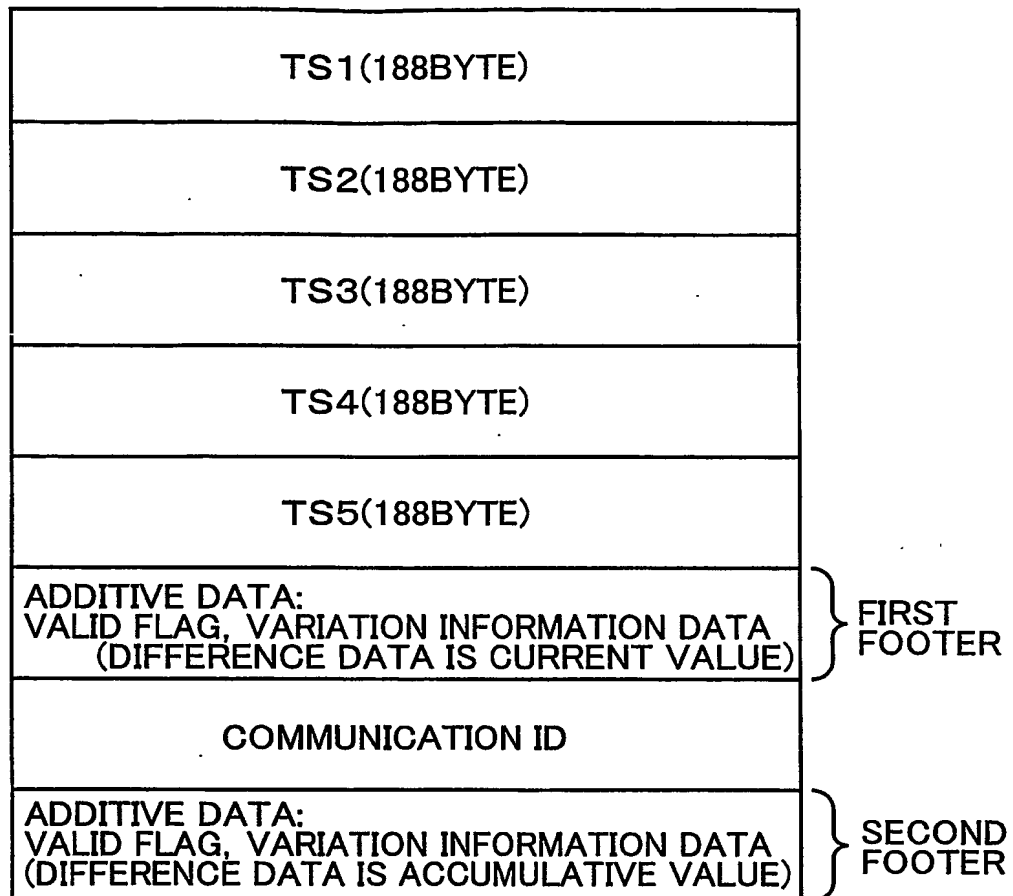 TS1(188BYTE)
TS2(188BYTE)
TS3(188BYTE)
TS4(188BYTE)
TS5(188BYTE)
ADDITIVE DATA:
VALID FLAG, VARIATION INFORMATION DATA
(DIFFERENCE DATA IS CURRENT VALUE)
FIRST
FOOTER
COMMUNICATION ID
ADDITIVE DATA:
VALID FLAG, VARIATION INFORMATION DATA
(DIFFERENCE DATA IS ACCUMULATIVE VALUE)
SECOND
FOOTER